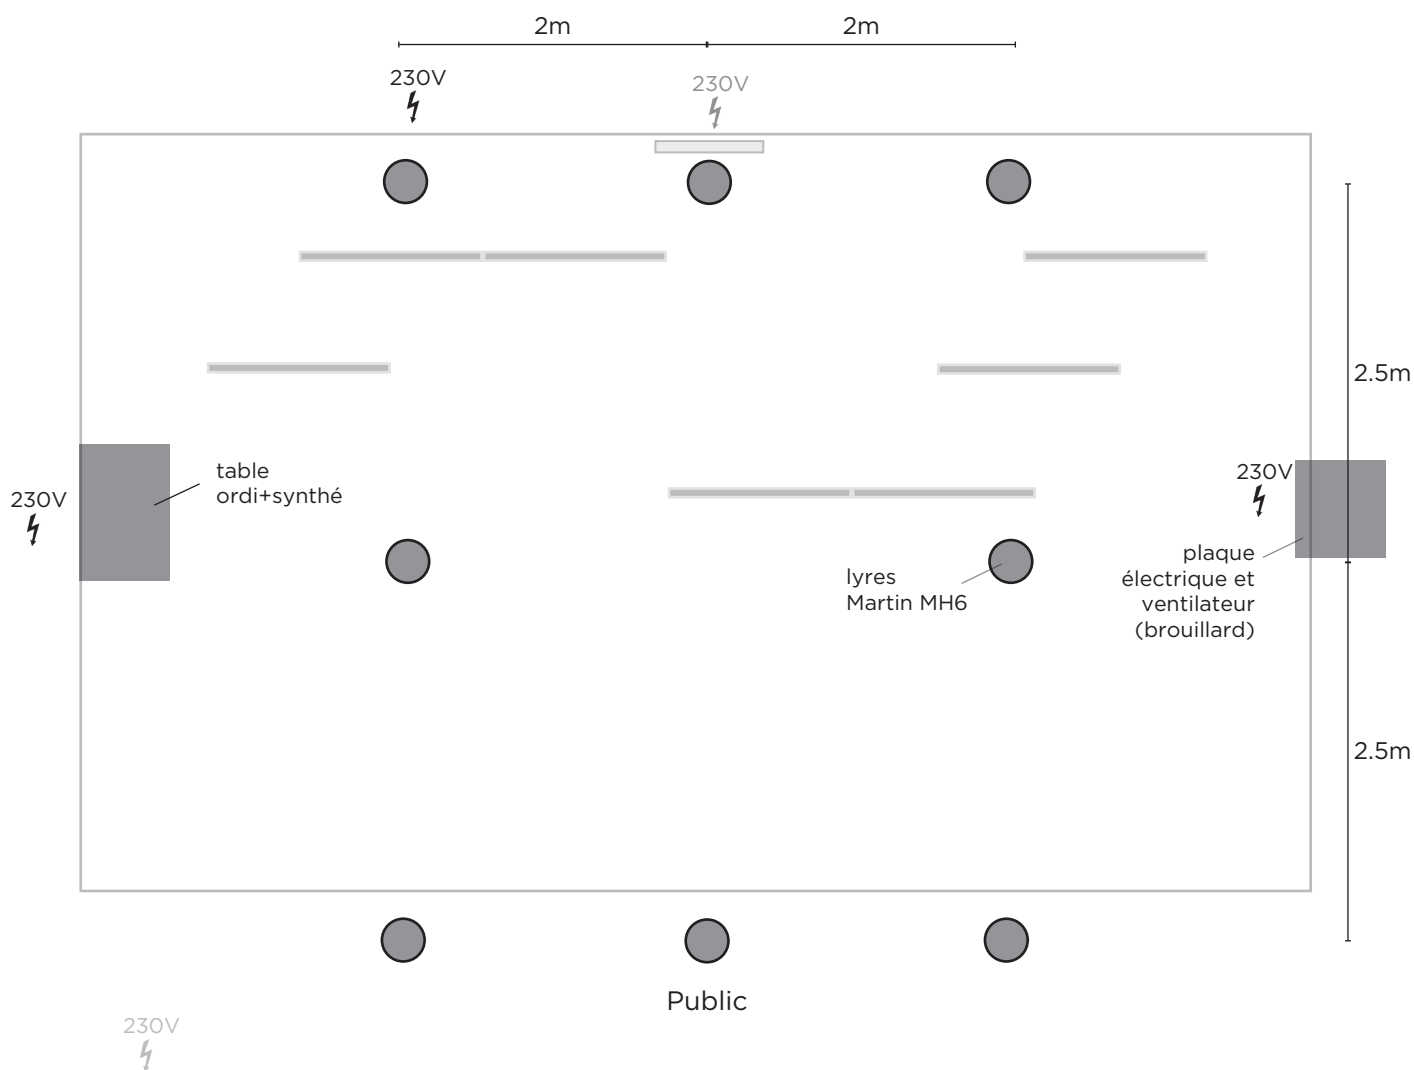 2m
2m
230V
230V
2.5m
table
ordi+synthé
230V
230V
plaque
électrique et
ventilateur
(brouillard)
lyres
Martin MH6
2.5m
Public
230V